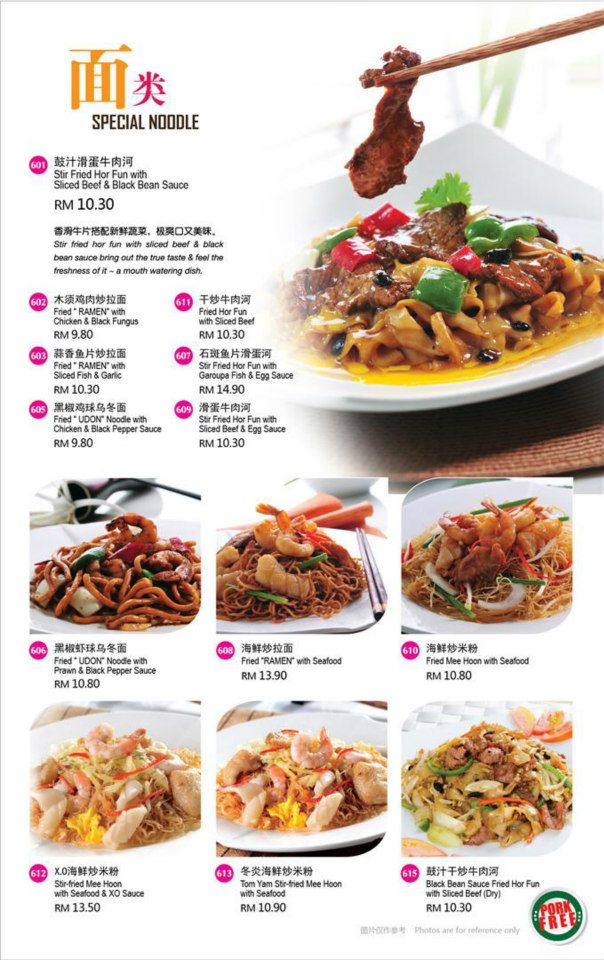 面类
SPECIAL NOODLE
601 鼓汁滑蛋牛肉河
Stir Fried Hor Fun with
Sliced Beef & Black Bean Sauce
RM 10.30
香滑牛片搭配新鲜蔬菜，极爽口又美味。
Stir fried hor fun with sliced beef & black
bean sauce bring out the true taste & feel the
freshness of it ~ a mouth watering dish.
602 木须鸡肉炒拉面
Fried " RAMEN" with
Chicken & Black Fungus
RM 9.80
611 干炒牛肉河
Fried Hor Fun
with Sliced Beef
RM 10.30
603 蒜香鱼片炒拉面
Fried " RAMEN" with
Sliced Fish & Garlic
RM 10.30
607 石斑鱼片滑蛋河
Stir Fried Hor Fun with
Garoupa Fish & Egg Sauce
RM 14.90
605 黑椒鸡球乌冬面
Fried " UDON" Noodle with
Chicken & Black Pepper Sauce
RM 9.80
609 滑蛋牛肉河
Stir Fried Hor Fun with
Sliced Beef & Egg Sauce
RM 10.30
606 黑椒虾球乌冬面
Fried " UDON" Noodle with
Prawn & Black Pepper Sauce
RM 10.80
608 海鲜炒拉面
Fried "RAMEN" with Seafood
RM 13.90
610 海鲜炒米粉
Fried Mee Hoon with Seafood
RM 10.80
612 X.O海鲜炒米粉
Stir-fried Mee Hoon
with Seafood & XO Sauce
RM 13.50
613 冬炎海鲜炒米粉
Tom Yam Stir-fried Mee Hoon
with Seafood
RM 10.90
615 鼓汁干炒牛肉河
Black Bean Sauce Fried Hor Fun
with Sliced Beef (Dry)
RM 10.30
PORK
FREE
图片仅作参考 Photos are for reference only